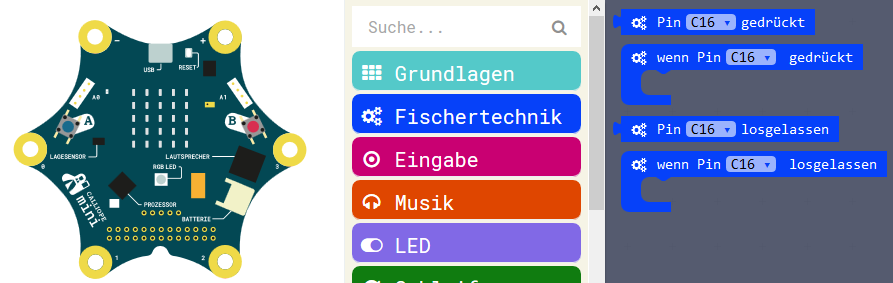 −
+
USB
RESET
A0
A1
A
B
LAGESENSOR
LAUTSPRECHER
0
3
RGB LED
CALLIOPE
mini
PROZESSOR
BATTERIE
1
2
Suche...
Grundlagen
Fischertechnik
Eingabe
Musik
LED
Pin C16 gedrückt
wenn Pin C16 gedrückt
Pin C16 losgelassen
wenn Pin C16 losgelassen